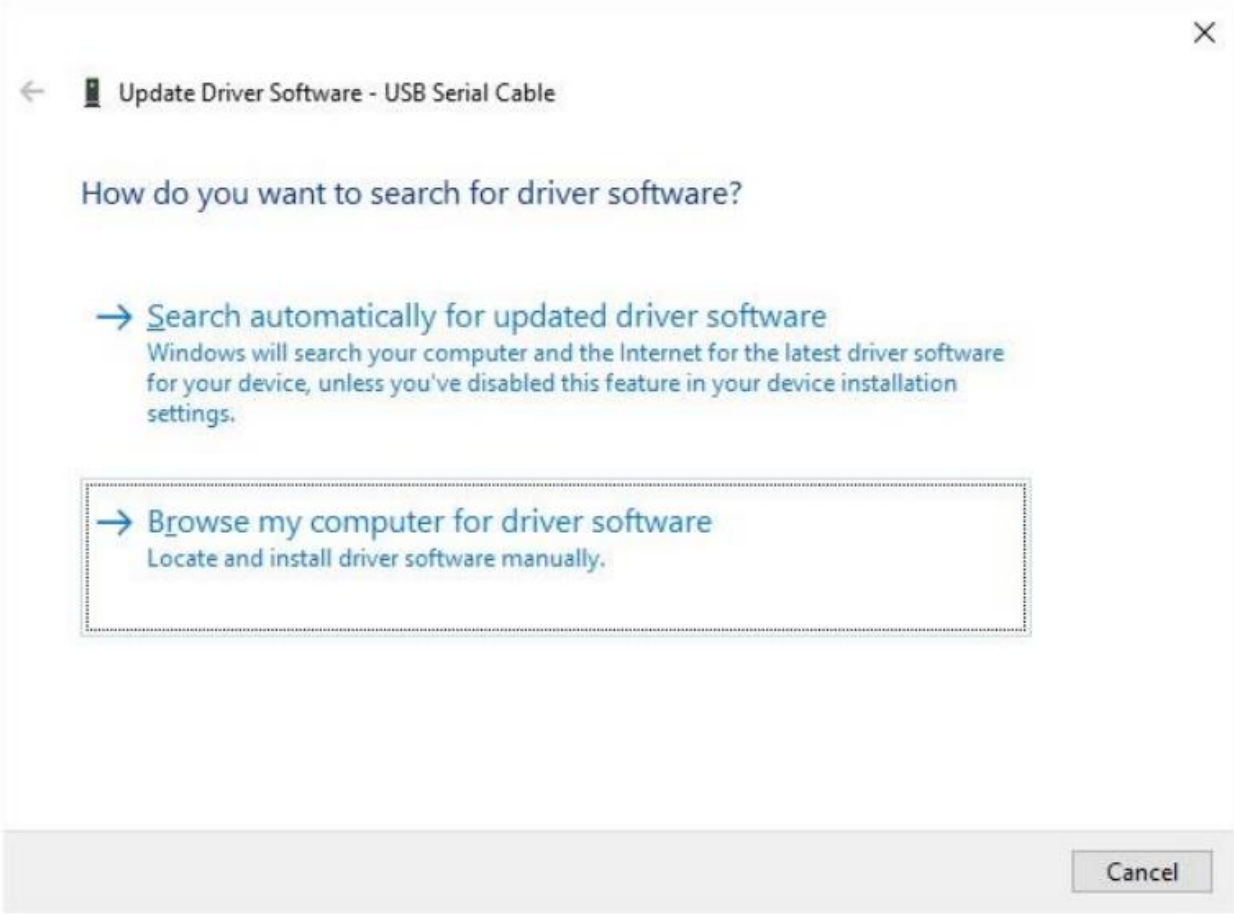 Update Driver Software - USB Serial Cable
How do you want to search for driver software?
Search automatically for updated driver software
Windows will search your computer and the Internet for the latest driver software
for your device, unless you've disabled this feature in your device installation
settings.
Browse my computer for driver software
Locate and install driver software manually.
Cancel